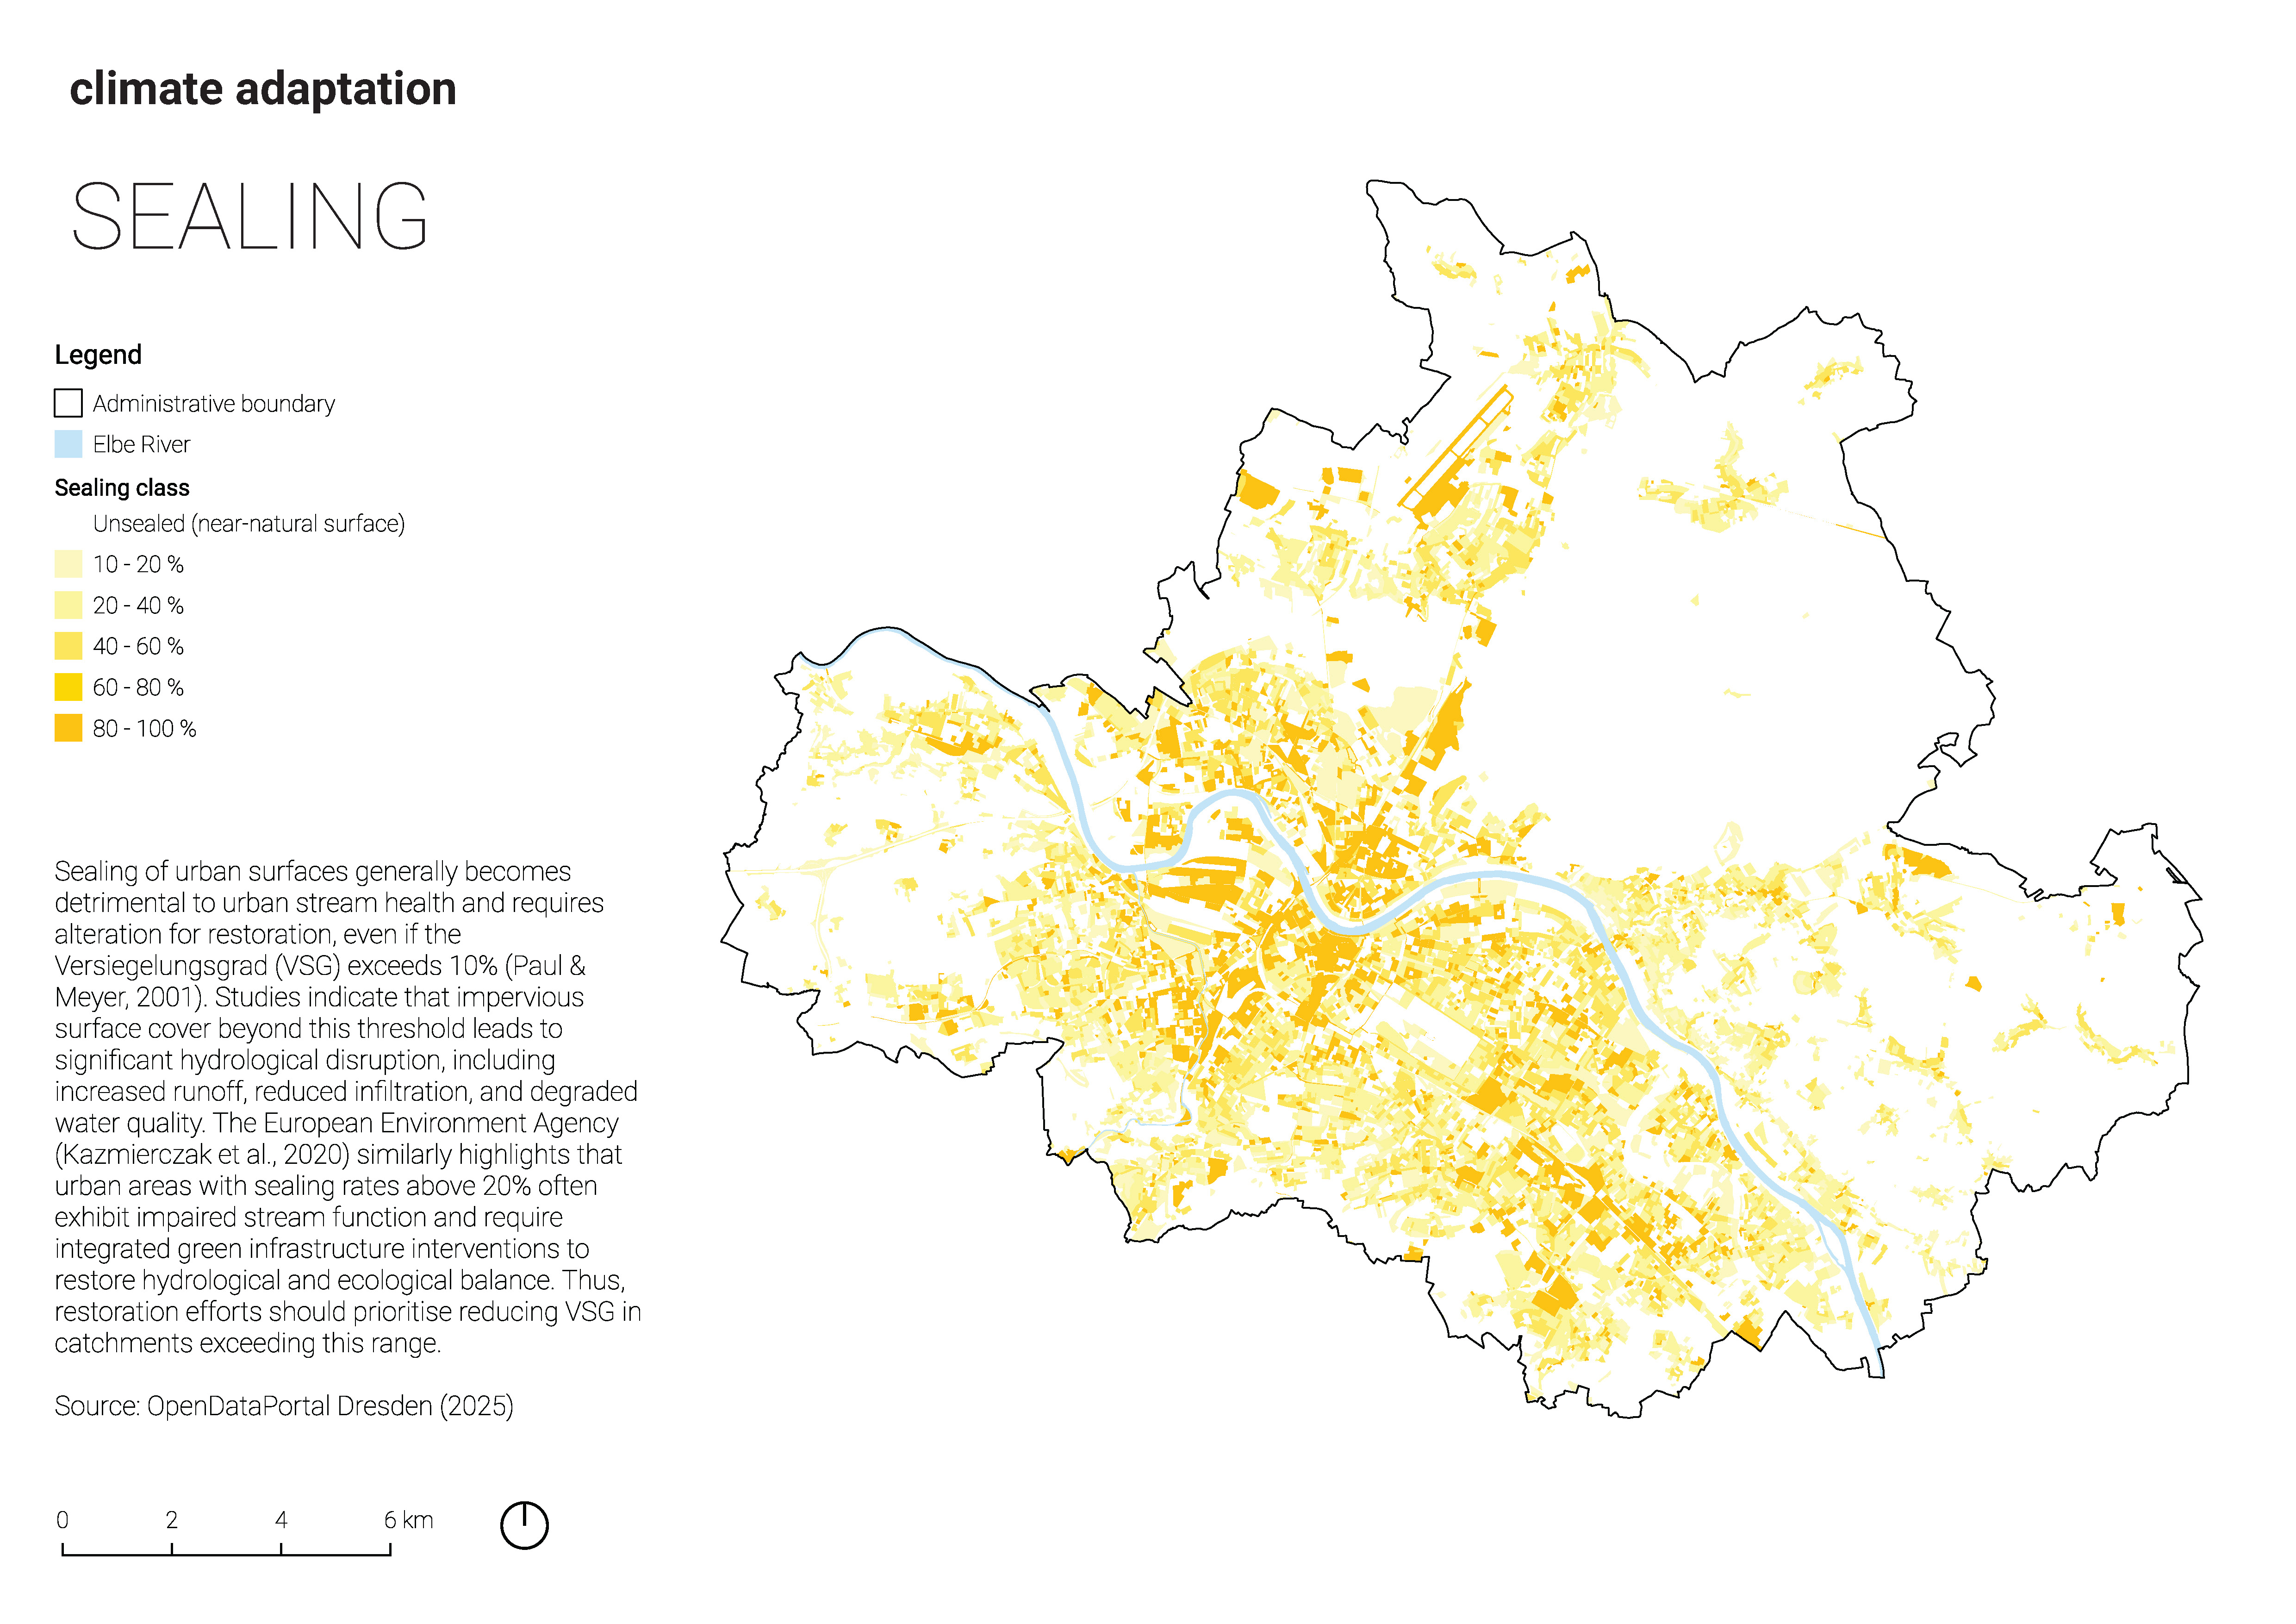 climate adaptation
SEALING
Legend
Administrative boundary
Elbe River
Sealing class
Unsealed (near-natural surface)
10 - 20 %
20 - 40 %
40 - 60 %
60 - 80 %
80 - 100 %
Sealing of urban surfaces generally becomes
detrimental to urban stream health and requires
alteration for restoration, even if the
Versiegelungsgrad (VSG) exceeds 10% (Paul &
Meyer, 2001). Studies indicate that impervious
surface cover beyond this threshold leads to
significant hydrological disruption, including
increased runoff, reduced infiltration, and degraded
water quality. The European Environment Agency
(Kazmierczak et al., 2020) similarly highlights that
urban areas with sealing rates above 20% often
exhibit impaired stream function and require
integrated green infrastructure interventions to
restore hydrological and ecological balance. Thus,
restoration efforts should prioritise reducing VSG in
catchments exceeding this range.
Source: OpenDataPortal Dresden (2025)
0 2 4 6 km